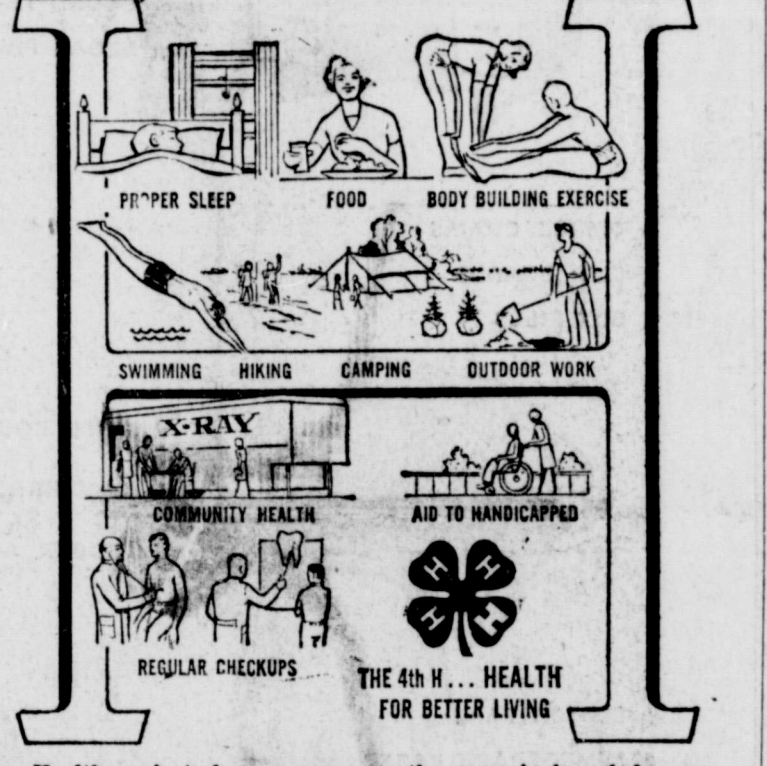 PROPER SLEEP FOOD BODY BUILDING EXERCISE
SWIMMING HIKING CAMPING OUTDOOR WORK
X-RAY
COMMUNITY HEALTH AID TO HANDICAPPED
H H
H H
REGULAR CHECKUPS
THE 4th H... HEALTH
FOR BETTER LIVING